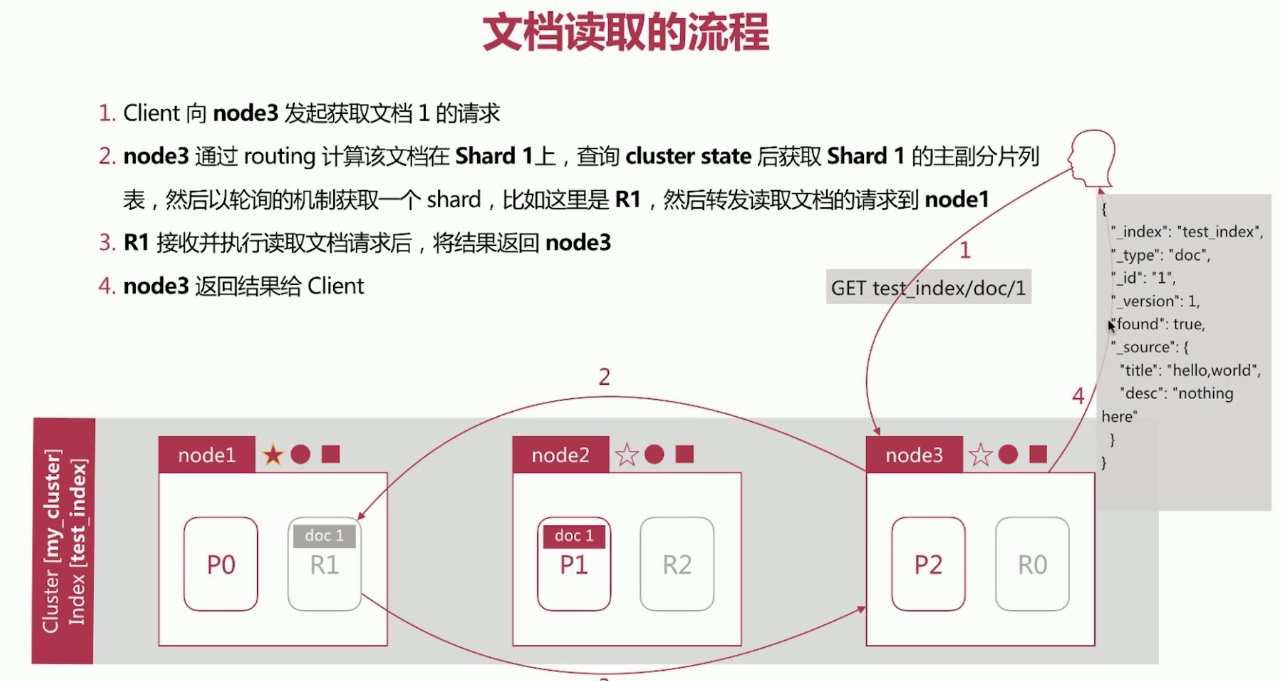 文档读取的流程
1. Client 向 node3 发起获取文档 1 的请求
2. node3 通过 routing 计算该文档在 Shard 1上，查询 cluster state 后获取 Shard 1 的主副分片列
表，然后以轮询的机制获取一个 shard，比如这里是 R1，然后转发读取文档的请求到 node1
3. R1 接收并执行读取文档请求后，将结果返回 node3
4. node3 返回结果给 Client
1
GET test_index/doc/1
{
"_index": "test_index",
"_type": "doc",
"_id": "1",
"_version": 1,
"found": true,
"_source": {
"title": "hello,world",
"desc": "nothing
here"
}
}
2
4
Cluster [my_cluster]
Index [test_index]
node1
P0
doc 1
R1
node2
doc 1
P1
R2
node3
P2
R0